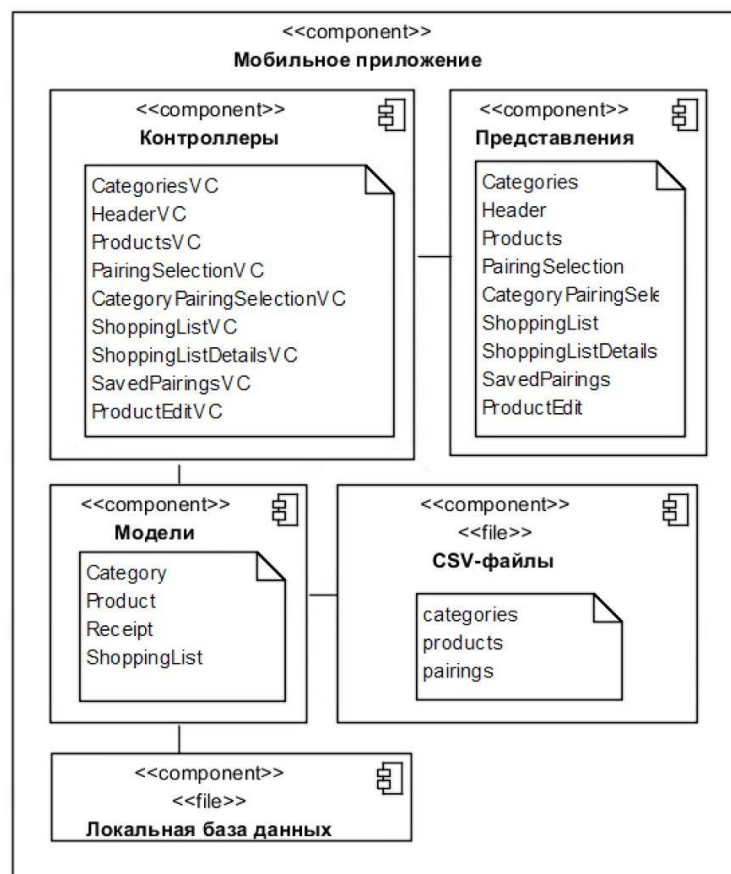 <<component>>
Мобильное приложение
<<component>>
Контроллеры
CategoriesVC
HeaderVC
ProductsVC
PairingSelectionVC
CategoryPairingSelectionVC
ShoppingListVC
ShoppingListDetailsVC
SavedPairingsVC
ProductEditVC
<<component>>
Представления
Categories
Header
Products
PairingSelection
CategoryPairingSele
ShoppingList
ShoppingListDetails
SavedPairings
ProductEdit
<<component>>
Модели
Category
Product
Receipt
ShoppingList
<<component>>
<<file>>
CSV-файлы
categories
products
pairings
<<component>>
<<file>>
Локальная база данных